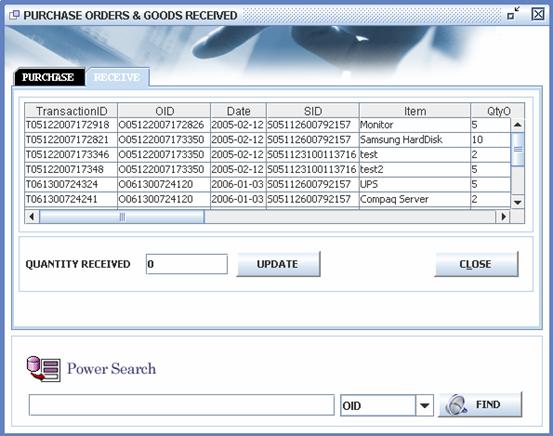 PURCHASE ORDERS & GOODS RECEIVED
PURCHASE RECEIVE
TransactionID OID Date SID Item QtyO
T05122007172918 O05122007172826 2005-02-12 S05112600792157 Monitor 5
T05122007172821 O05122007173350 2005-02-12 S05112600792157 Samsung HardDisk 10
T05122007173346 O05122007173350 2005-02-12 S0511231001137​16 test 2
T0512200717348 O05122007173350 2005-02-12 S051123100113716 test2 5
T061300724324 O061300724120 2006-01-03 S05112600792157 UPS 5
T061300724241 O061300724120 2006-01-03 S05112600792157 Compaq Server 2
QUANTITY RECEIVED 0 UPDATE CLOSE
Power Search
OID FIND